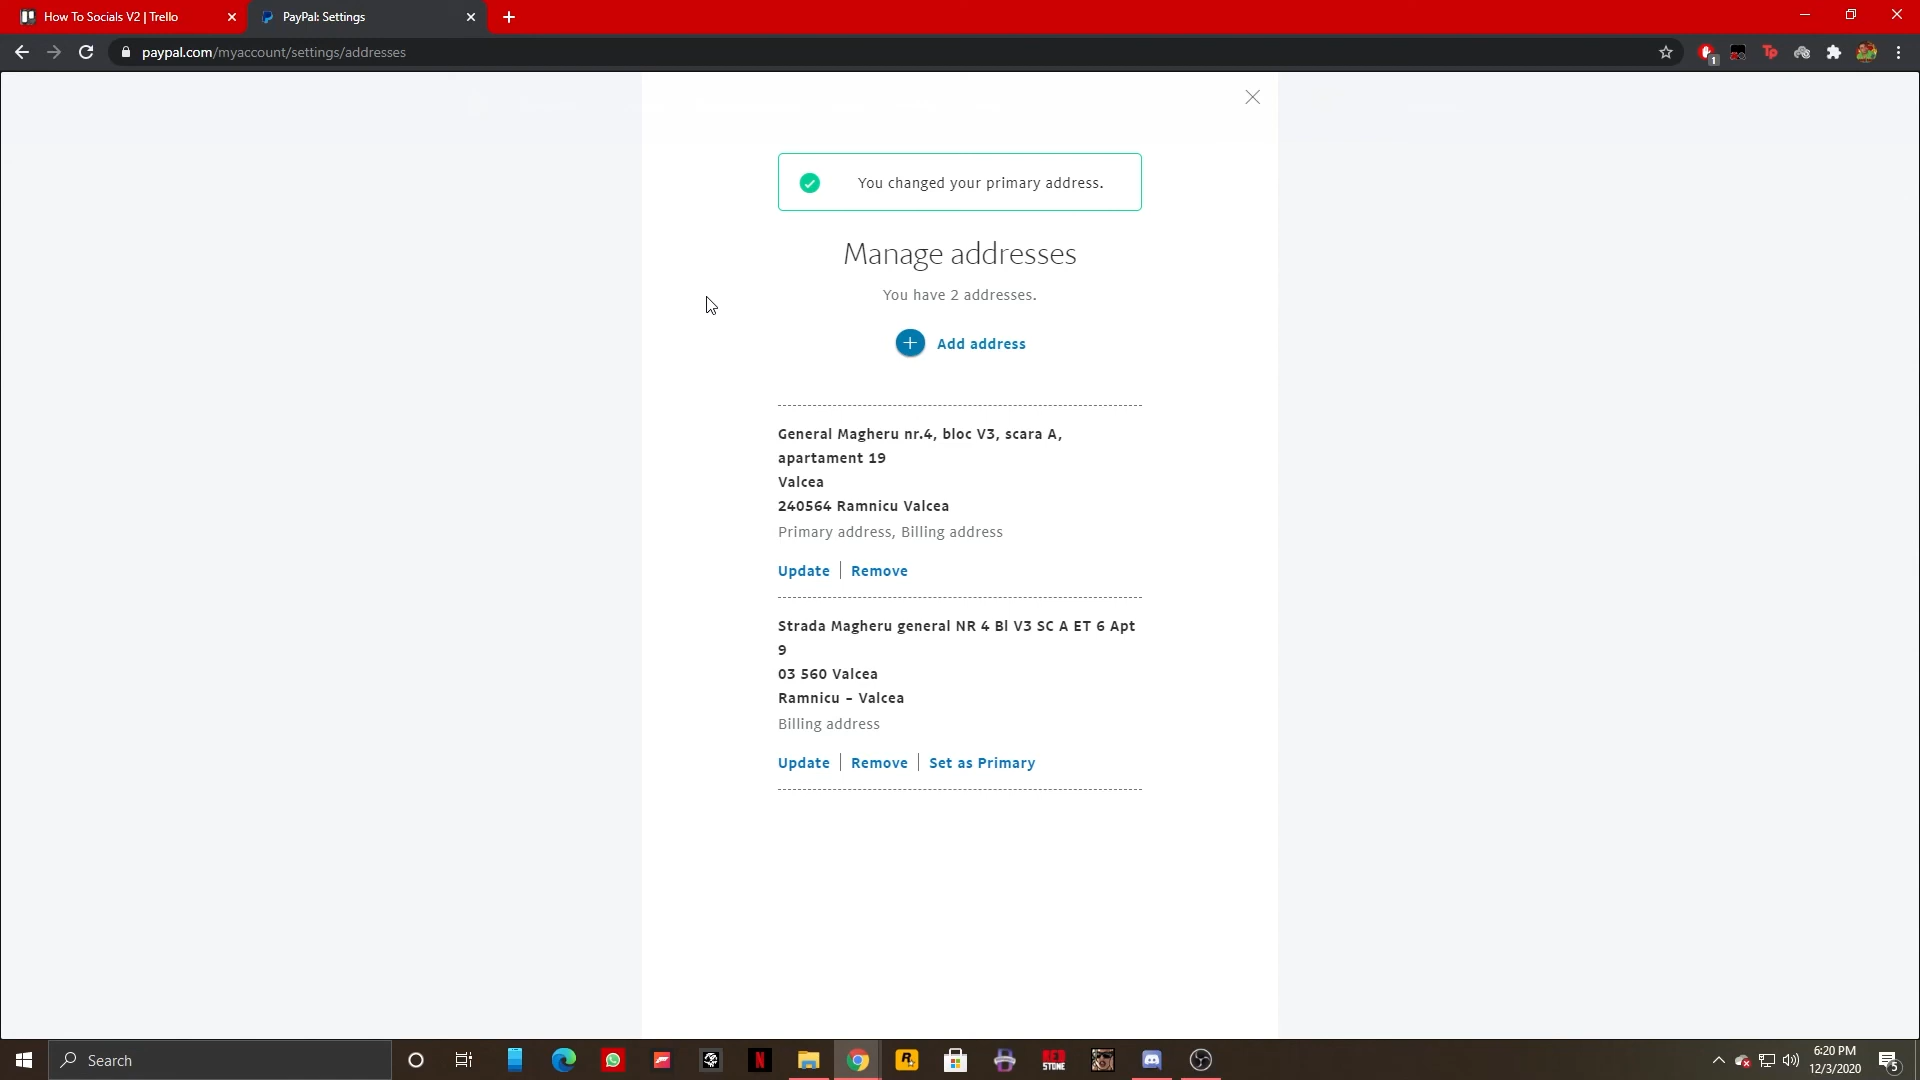 How To Socials V2 | Trello
PayPal: Settings
paypal.com/myaccount/settings/addresses
1
You changed your primary address.
Manage addresses
You have 2 addresses.
Add address
General Magheru nr.4, bloc V3, scara A,
apartament 19
Valcea
240564 Ramnicu Valcea
Primary address, Billing address
Update | Remove
Strada Magheru general NR 4 Bl V3 SC A ET 6 Apt
9
03 560 Valcea
Ramnicu - Valcea
Billing address
Update | Remove | Set as Primary
Search
6:20 PM
12/3/2020
5